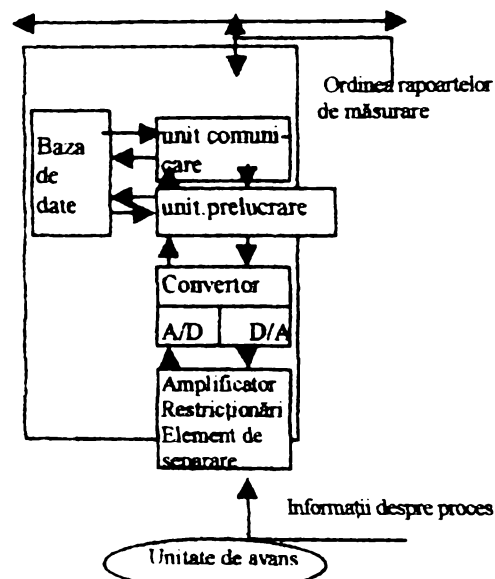 Ordinea rapoartelor
de măsurare
Baza
de
date
unit comuni-
care
unit.prelucrare
Convertor
A/D D/A
Amplificator
Restricționări
Element de
separare
Informații despre proces
Unitate de avans